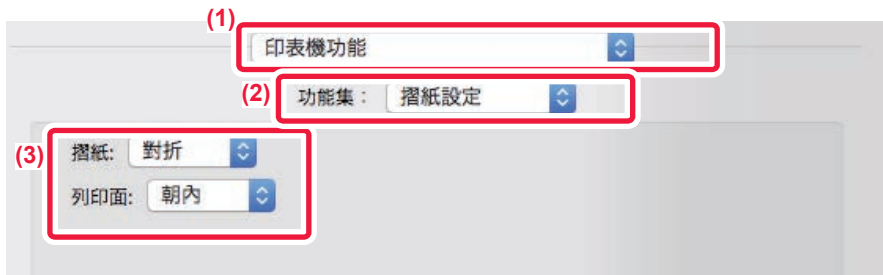 (1)
印表機功能
(2)
功能集： 摺紙設定
(3)
摺紙: 對折
列印面: 朝內